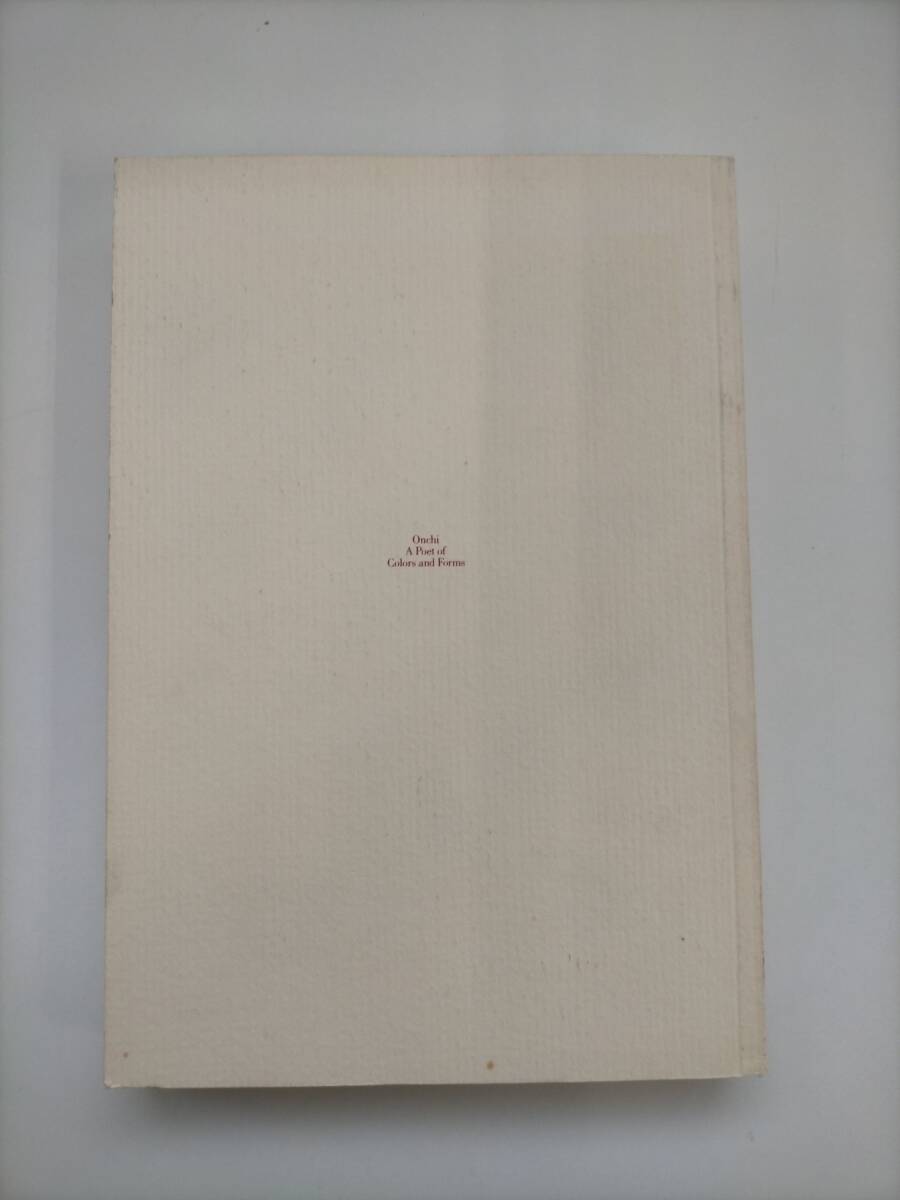 Onchi
A Poet of
Colors and Forms